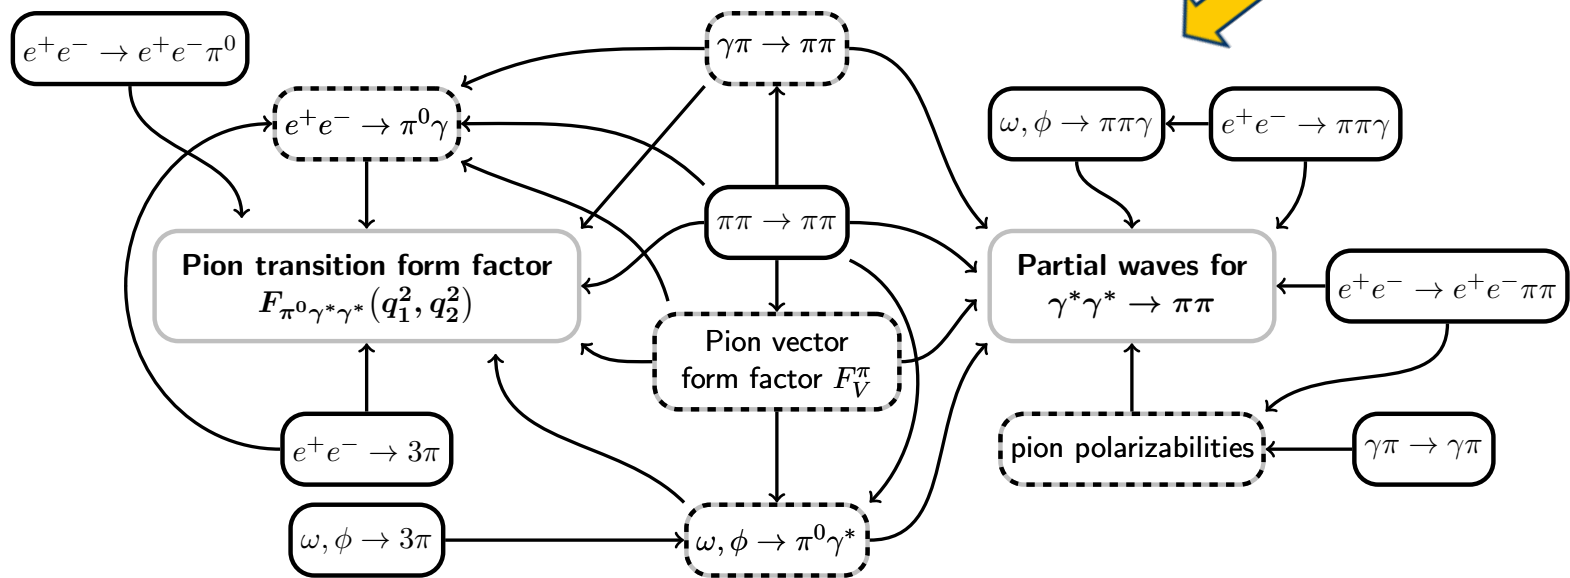 e⁺e⁻ → e⁺e⁻π⁰
γπ → ππ
e⁺e⁻ → π⁰γ
ω, ϕ → ππγ
e⁺e⁻ → ππγ
ππ → ππ
Pion transition form factor
F_{π⁰γ*γ*}(q₁², q₂²)
Partial waves for
γ*γ* → ππ
e⁺e⁻ → e⁺e⁻ππ
Pion vector
form factor F_V^π
e⁺e⁻ → 3π
pion polarizabilities
γπ → γπ
ω, ϕ → 3π
ω, ϕ → π⁰γ*